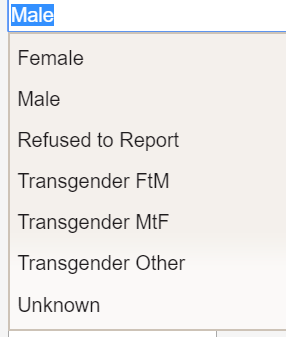 Male
Female
Male
Refused to Report
Transgender FtM
Transgender MtF
Transgender Other
Unknown